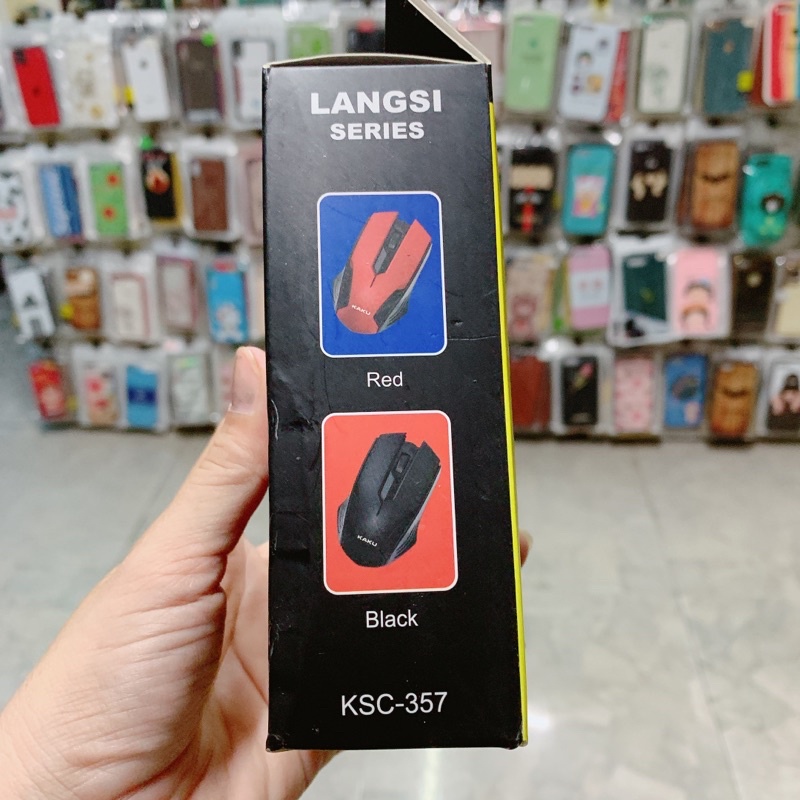 LANGSI
SERIES
KAKU
Red
KAKU
Black
KSC-357